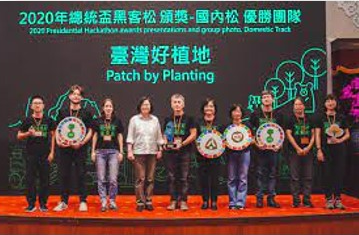 2020年總統盃黑客松 頒獎-國內松 優勝團隊
2020 Presidential Hackathon awards presentations and group photo, Domestic Track
臺灣好植地
Patch by Planting